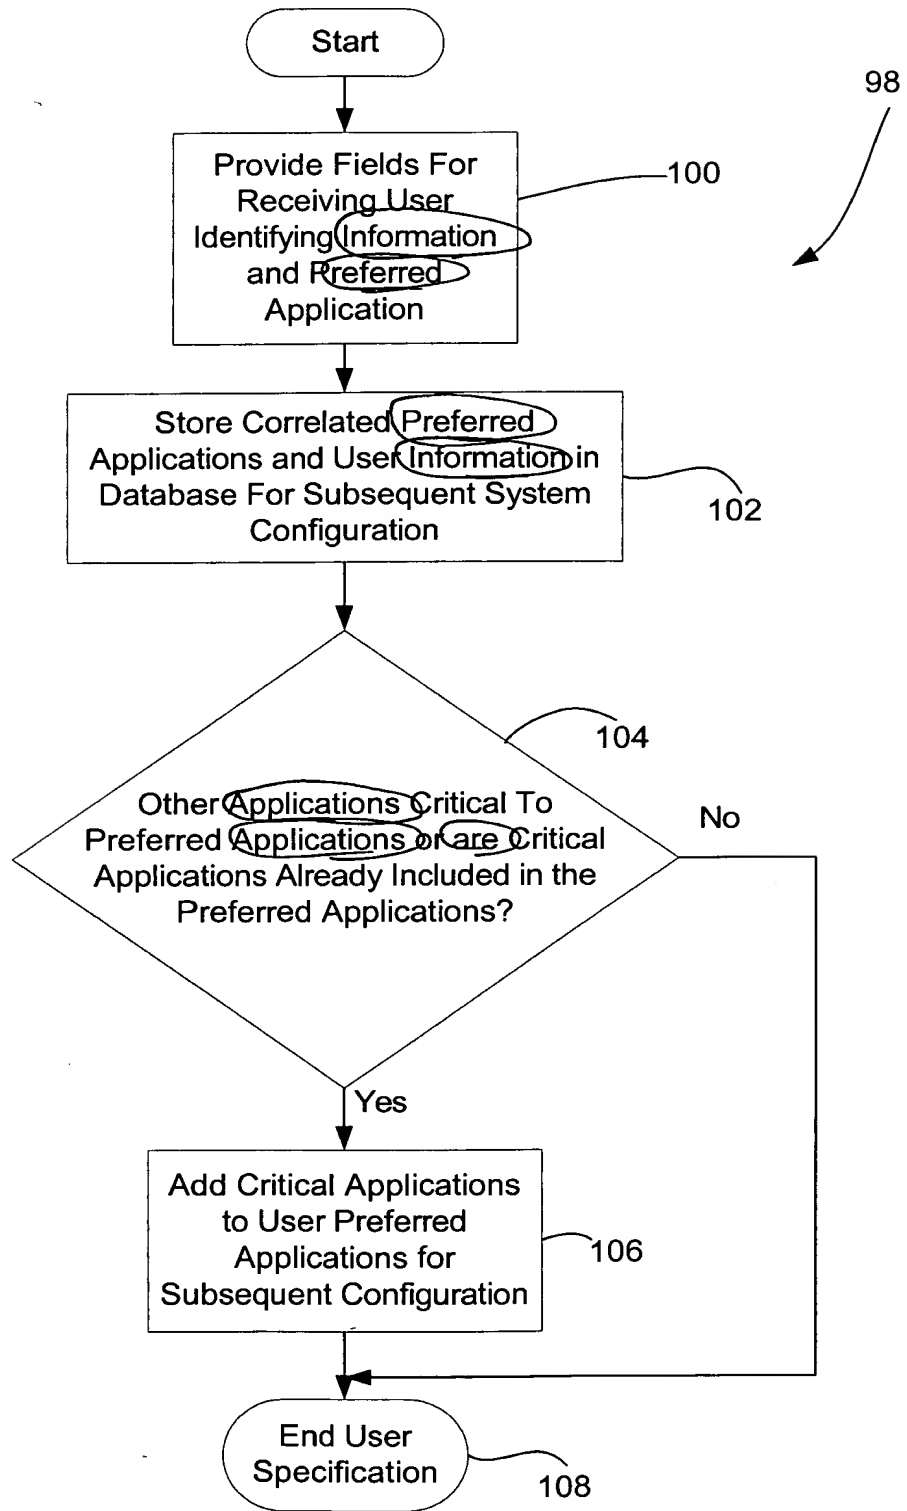 Start
98
Provide Fields For
Receiving User
Identifying Information
and Preferred
Application
100
Store Correlated Preferred
Applications and User Information in
Database For Subsequent System
Configuration
102
104
Other Applications Critical To
Preferred Applications or are Critical
Applications Already Included in the
Preferred Applications?
No
Yes
Add Critical Applications
to User Preferred
Applications for
Subsequent Configuration
106
End User
Specification
108